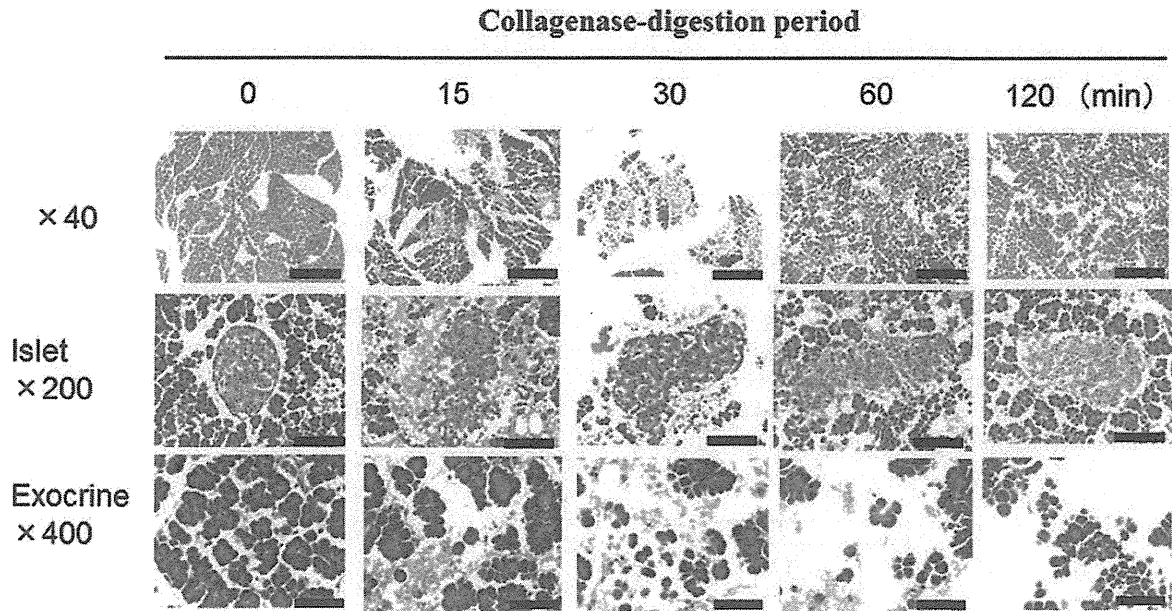 Collagenase-digestion period
0 15 30 60 120 (min)
×40
Islet
×200
Exocrine
×400